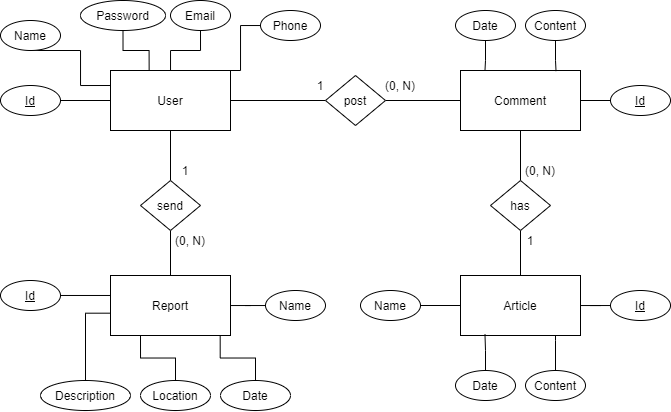 Password
Email
Phone
Date
Content
Name
Id
User
1
post
(0, N)
Comment
Id
1
(0, N)
send
has
(0, N)
1
Id
Report
Name
Name
Article
Id
Description
Location
Date
Date
Content